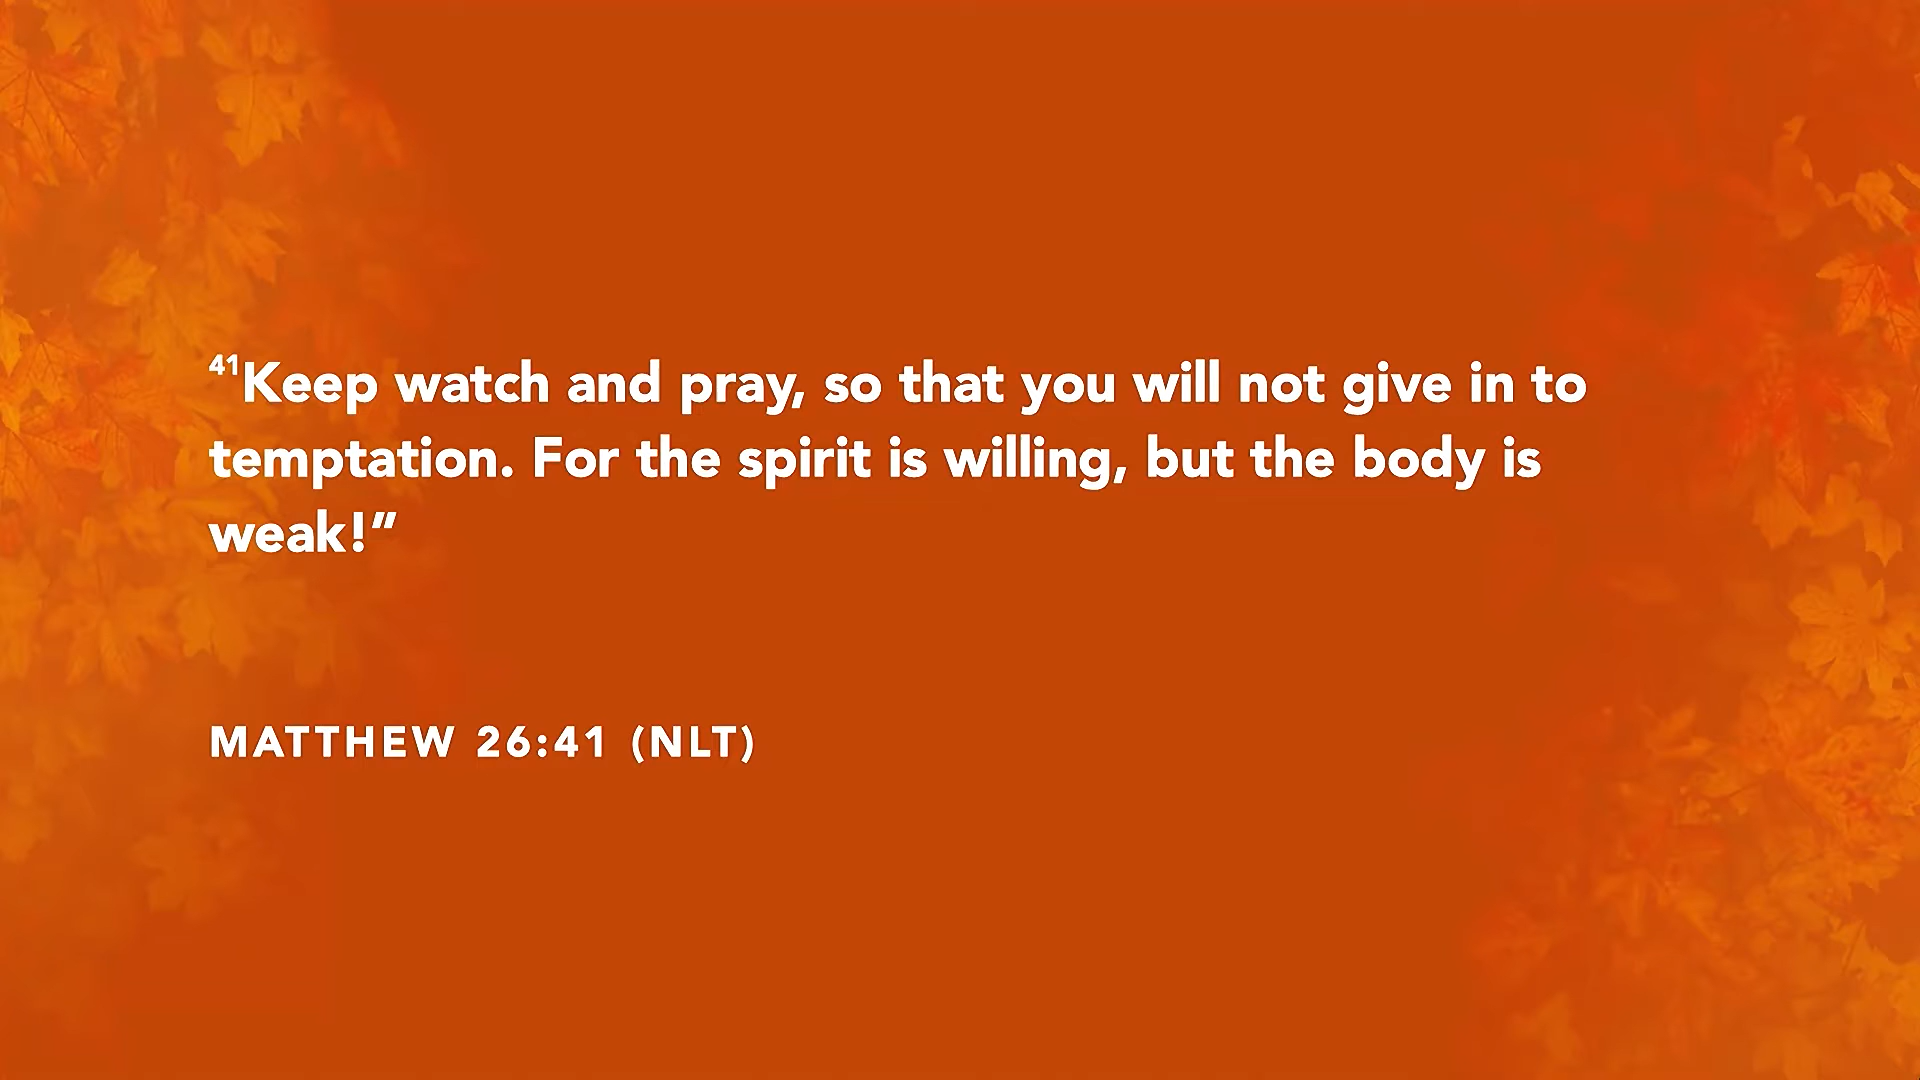 ⁴¹Keep watch and pray, so that you will not give in to
temptation. For the spirit is willing, but the body is
weak!”
MATTHEW 26:41 (NLT)